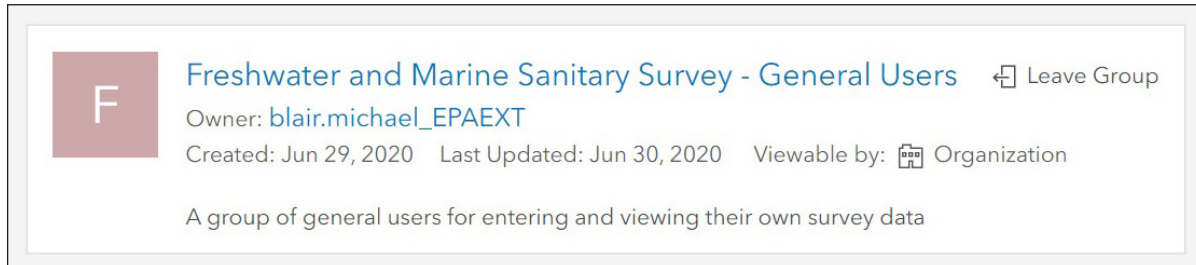 F
Freshwater and Marine Sanitary Survey - General Users Leave Group
Owner: blair.michael_EPAEXT
Created: Jun 29, 2020 Last Updated: Jun 30, 2020 Viewable by: Organization
A group of general users for entering and viewing their own survey data